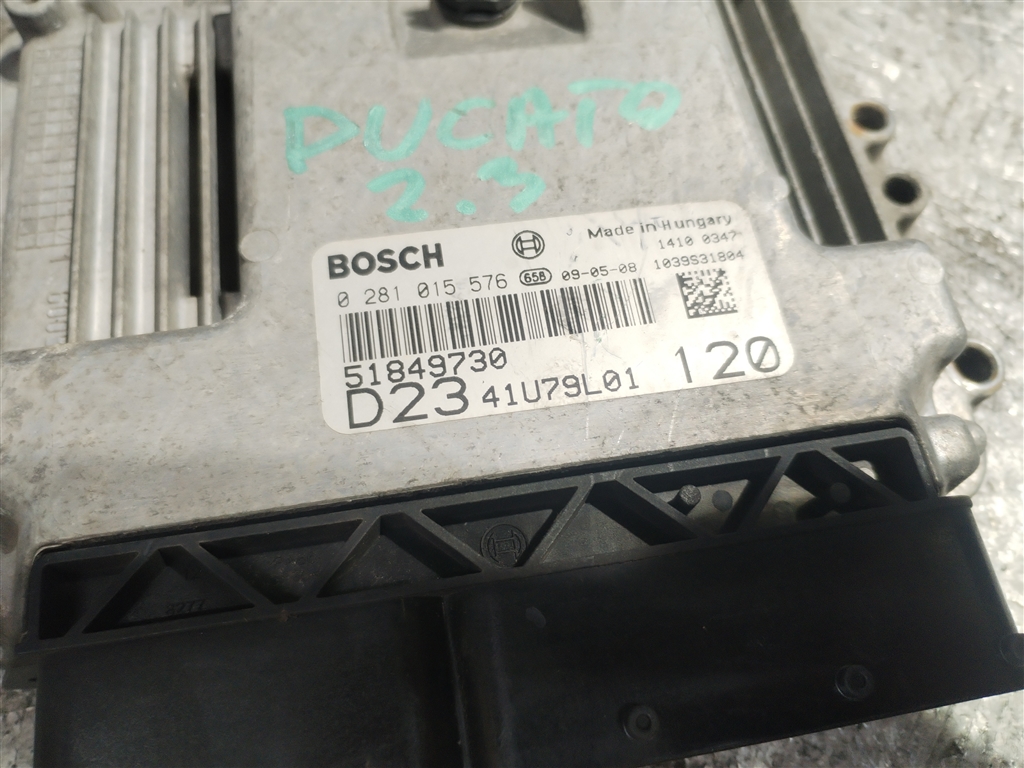 DUCATO
2.3
BOSCH
Made in Hungary
1410 0347
0 281 015 576 658 09-05-08 1039S31804
51849730
D23 41U79L01 120
8277